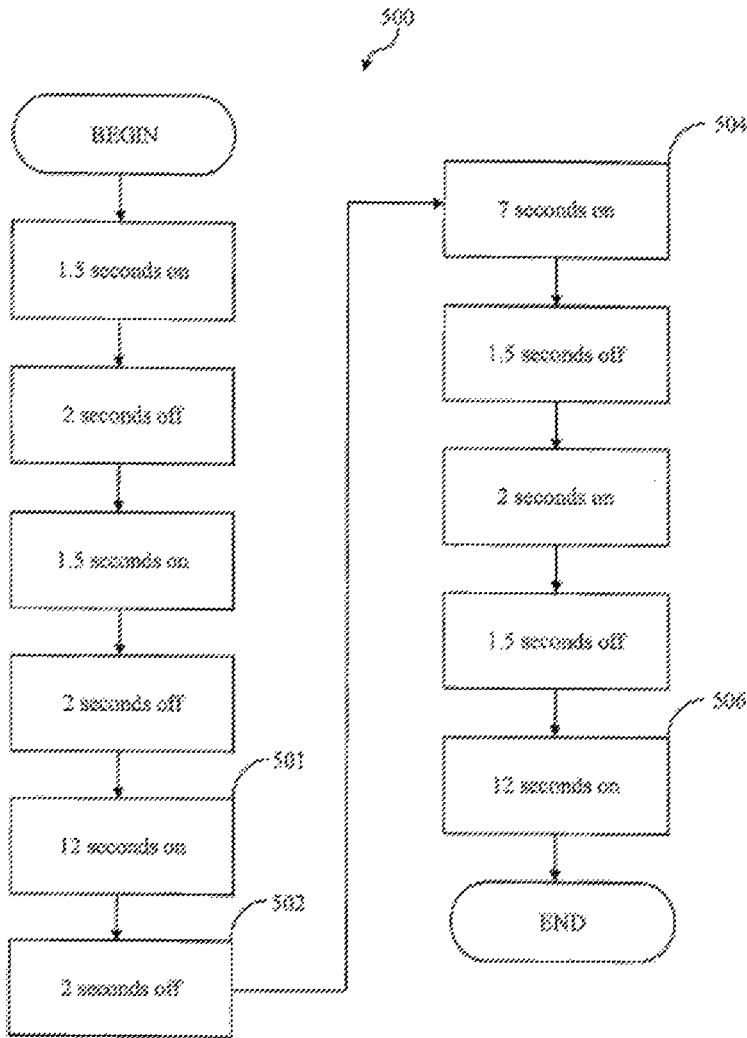 500
BEGIN
1.5 seconds on
2 seconds off
1.5 seconds on
2 seconds off
501
12 seconds on
502
2 seconds off
504
7 seconds on
1.5 seconds off
2 seconds on
1.5 seconds off
506
12 seconds on
END